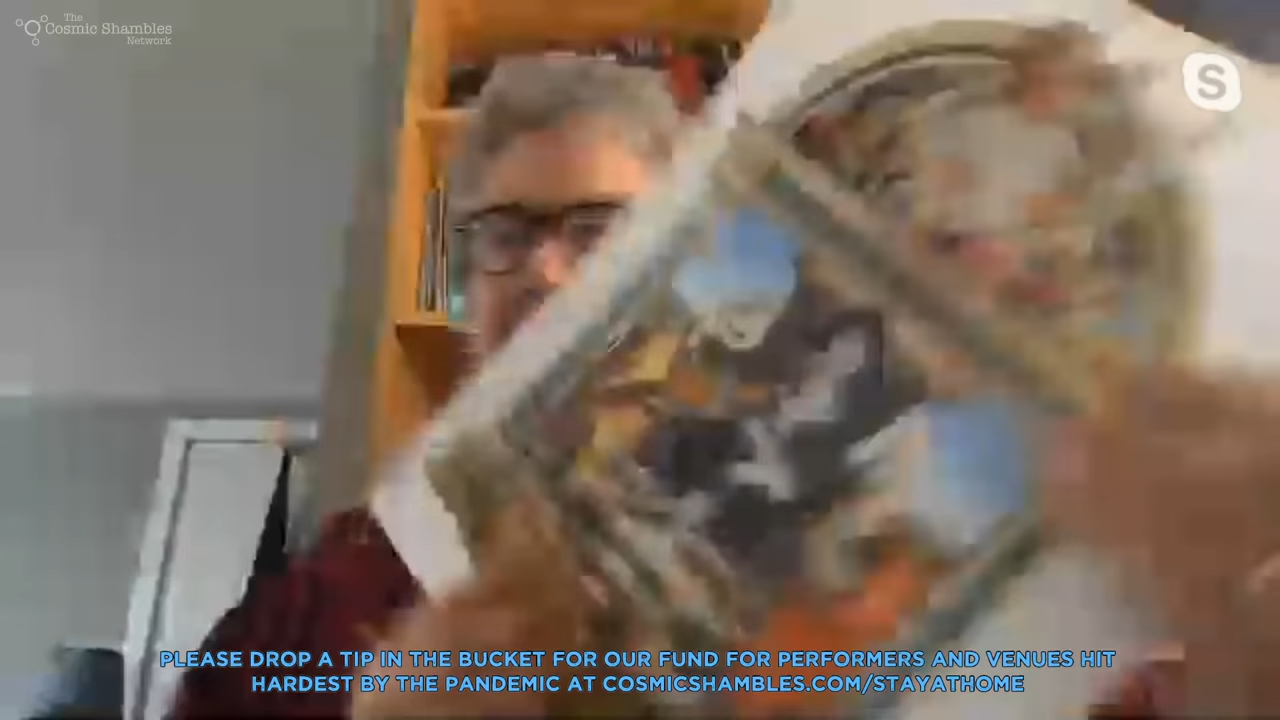 The
Cosmic Shambles
Network
S
PLEASE DROP A TIP IN THE BUCKET FOR OUR FUND FOR PERFORMERS AND VENUES HIT
HARDEST BY THE PANDEMIC AT COSMICSHAMBLES.COM/STAYATHOME